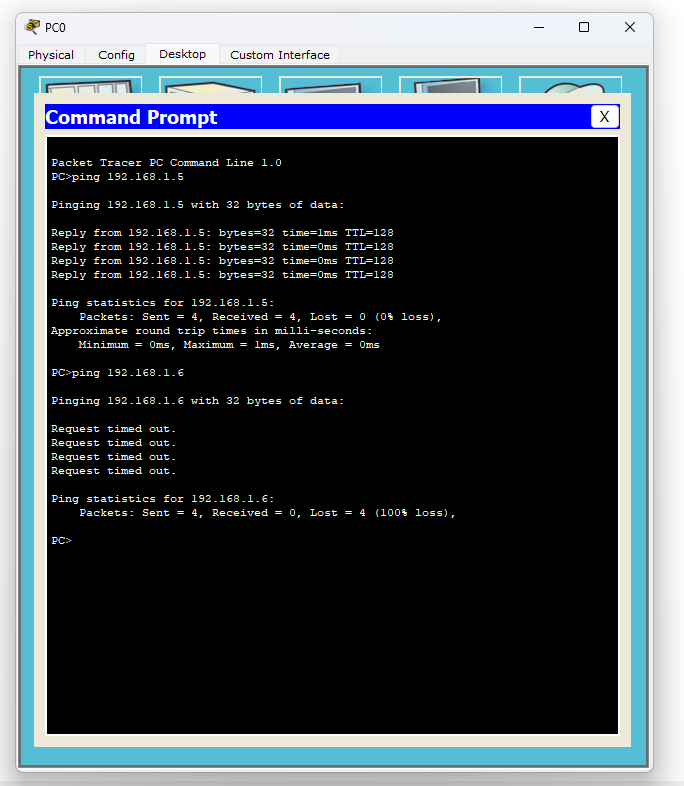 PC0
Physical Config Desktop Custom Interface
Command Prompt X
Packet Tracer PC Command Line 1.0
PC>ping 192.168.1.5
Pinging 192.168.1.5 with 32 bytes of data:
Reply from 192.168.1.5: bytes=32 time=1ms TTL=128
Reply from 192.168.1.5: bytes=32 time=0ms TTL=128
Reply from 192.168.1.5: bytes=32 time=0ms TTL=128
Reply from 192.168.1.5: bytes=32 time=0ms TTL=128
Ping statistics for 192.168.1.5:
    Packets: Sent = 4, Received = 4, Lost = 0 (0% loss),
Approximate round trip times in milli-seconds:
    Minimum = 0ms, Maximum = 1ms, Average = 0ms
PC>ping 192.168.1.6
Pinging 192.168.1.6 with 32 bytes of data:
Request timed out.
Request timed out.
Request timed out.
Request timed out.
Ping statistics for 192.168.1.6:
    Packets: Sent = 4, Received = 0, Lost = 4 (100% loss),
PC>